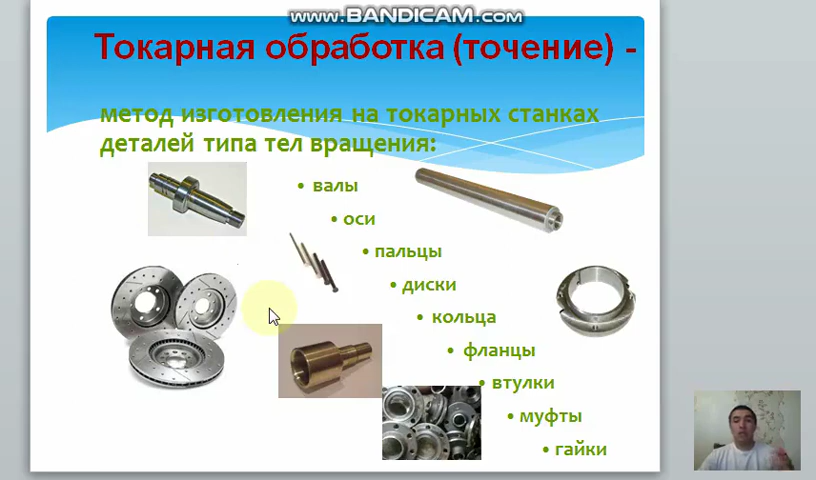 www.BANDICAM.com
Токарная обработка (точение) -
метод изготовления на токарных станках
деталей типа тел вращения:
• валы
• оси
• пальцы
• диски
• кольца
• фланцы
• втулки
• муфты
• гайки